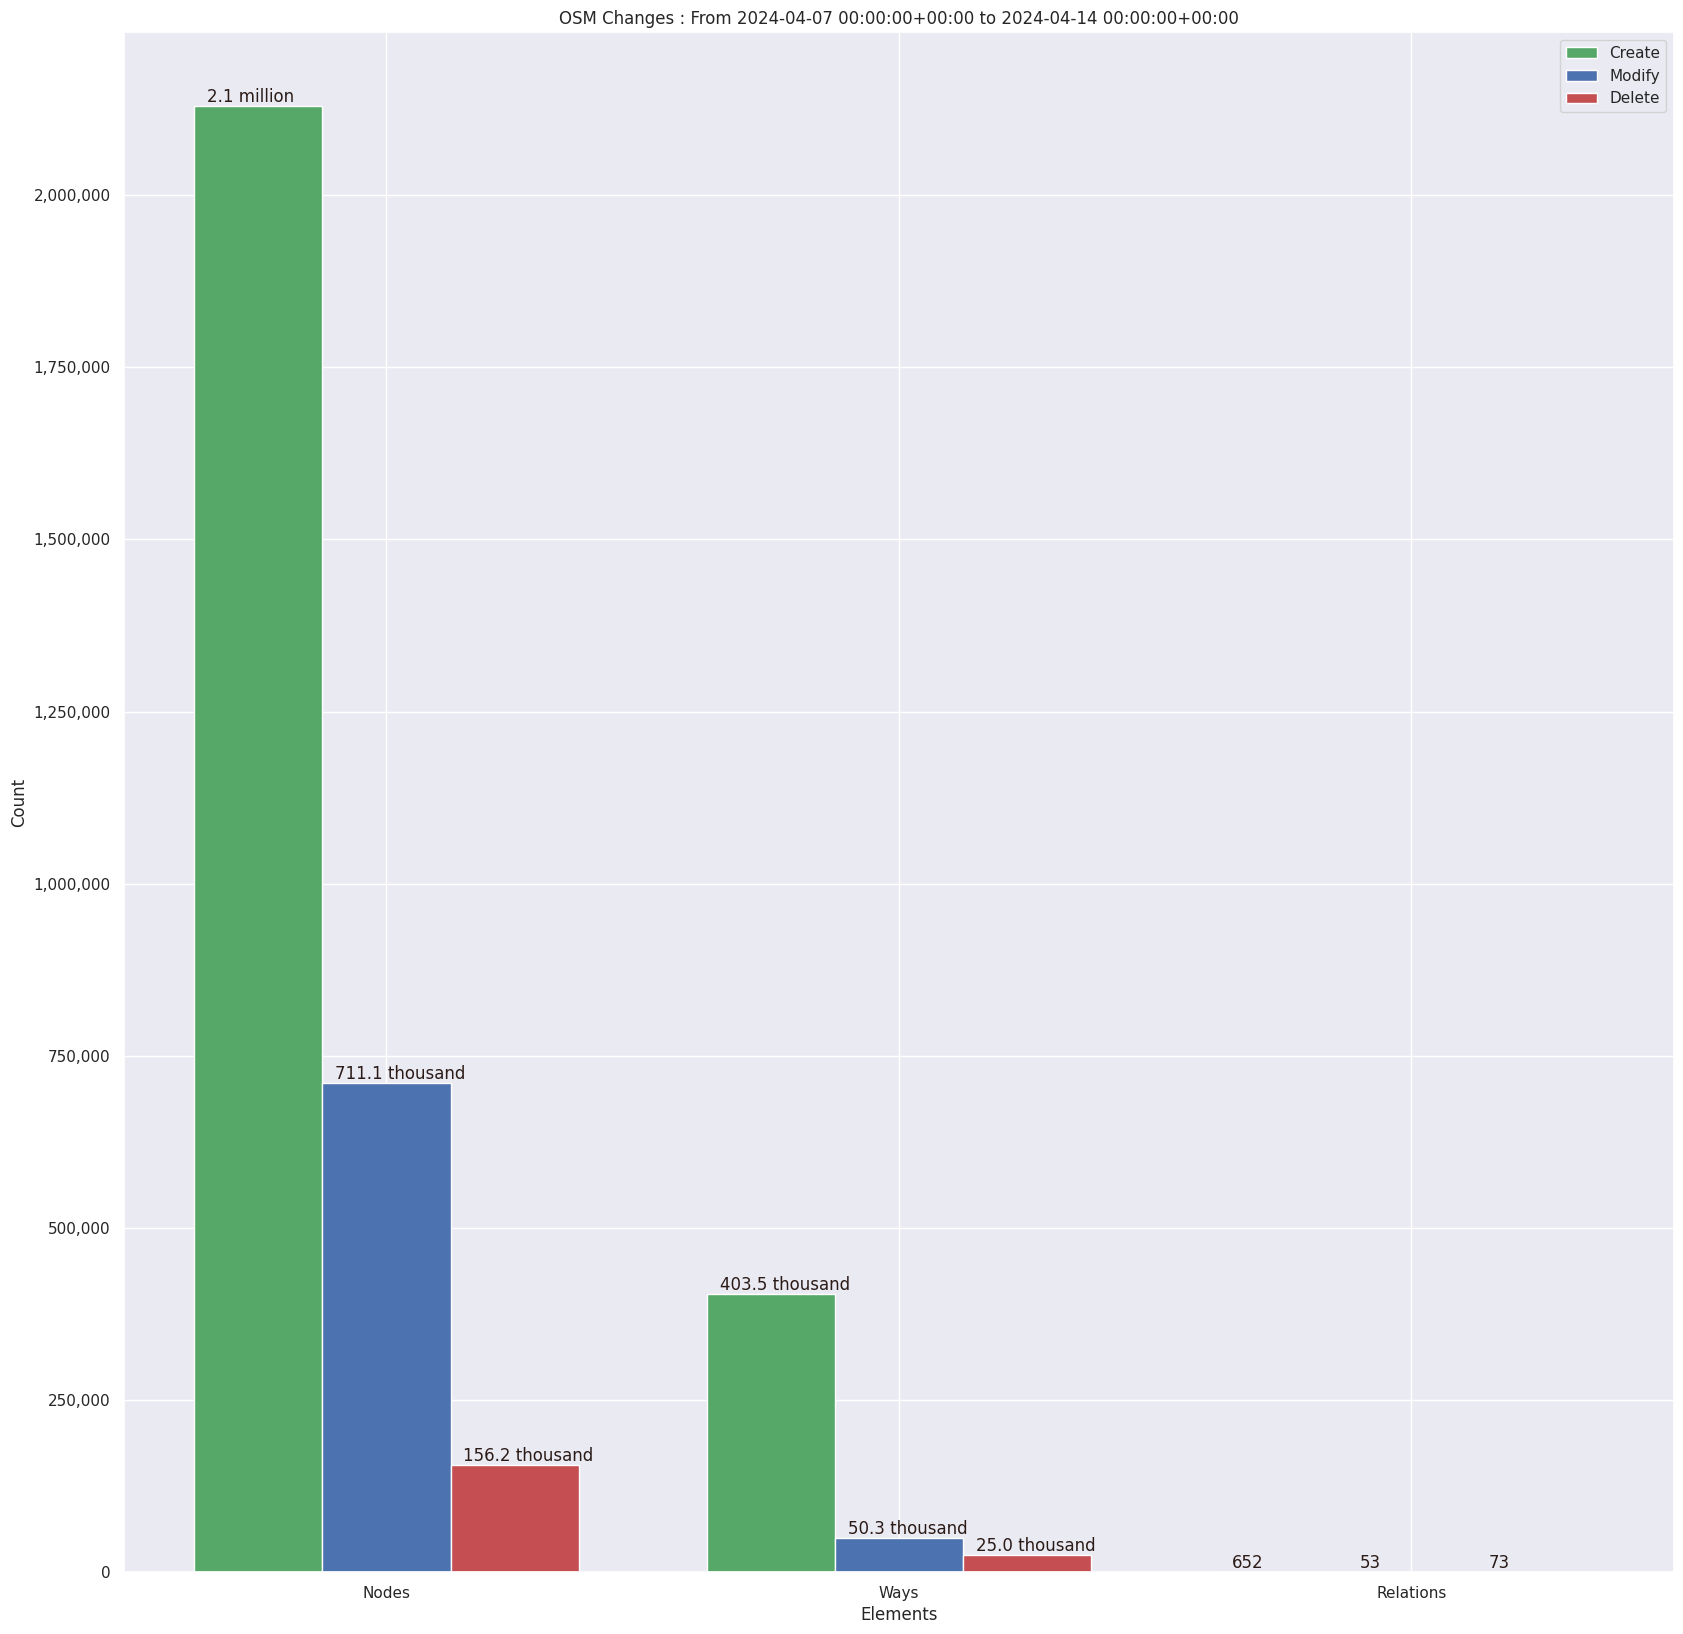 OSM Changes : From 2024-04-07 00:00:00+00:00 to 2024-04-14 00:00:00+00:00
Create
Modify
Delete
2.1 million
2,000,000
1,750,000
1,500,000
1,250,000
Count
1,000,000
750,000
711.1 thousand
500,000
403.5 thousand
250,000
156.2 thousand
50.3 thousand
25.0 thousand
652
53
73
0
Nodes
Ways
Relations
Elements